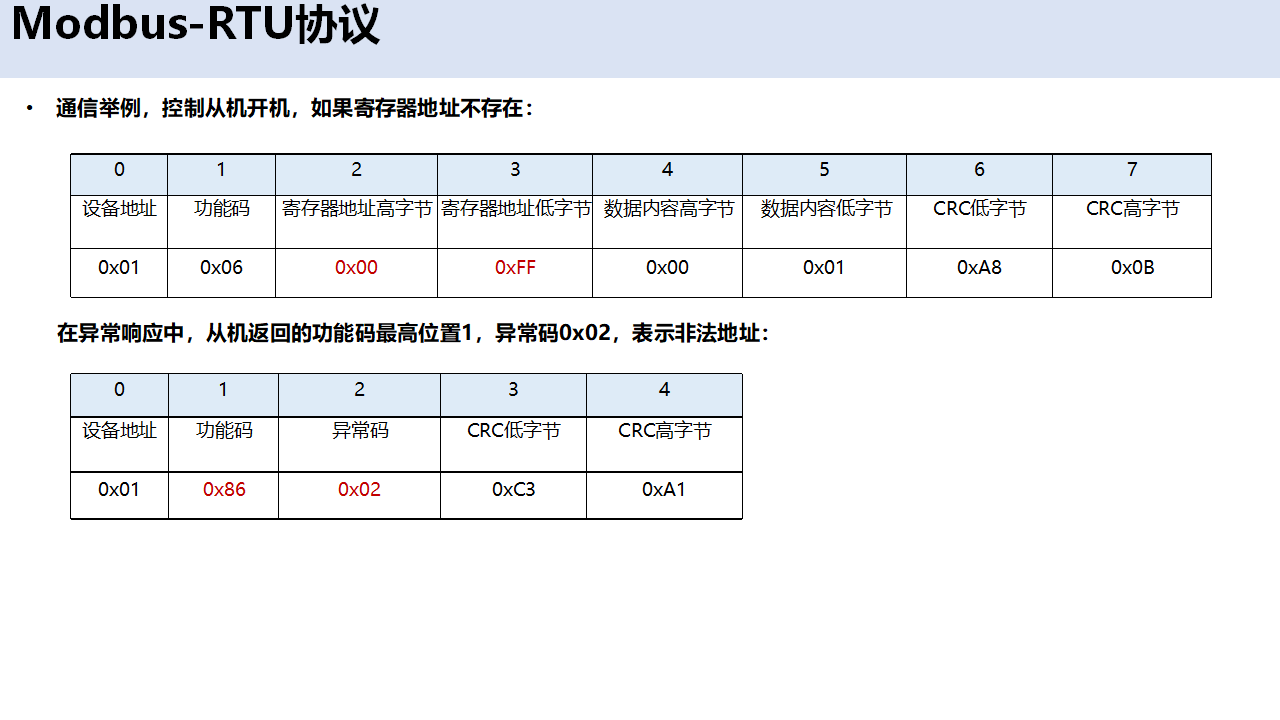 Modbus-RTU协议
• 通信举例，控制从机开机，如果寄存器地址不存在：
0 1 2 3 4 5 6 7
设备地址 功能码 寄存器地址高字节 寄存器地址低字节 数据内容高字节 数据内容低字节 CRC低字节 CRC高字节
0x01 0x06 0x00 0xFF 0x00 0x01 0xA8 0x0B
在异常响应中，从机返回的功能码最高位置1，异常码0x02，表示非法地址：
0 1 2 3 4
设备地址 功能码 异常码 CRC低字节 CRC高字节
0x01 0x86 0x02 0xC3 0xA1